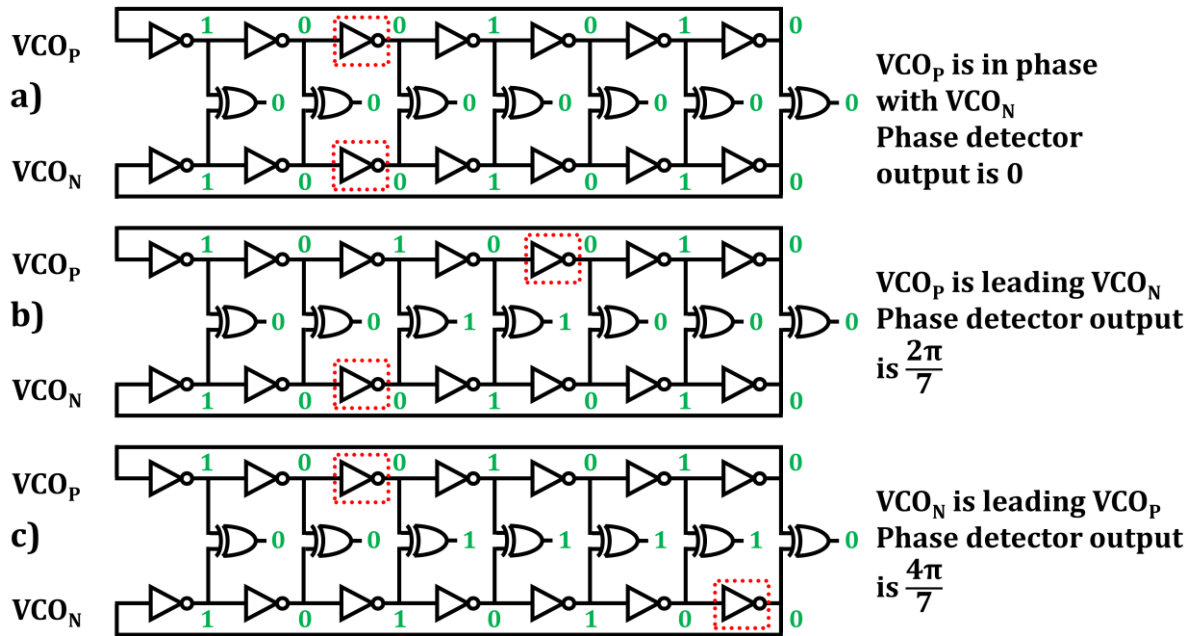 1 0 0 1 0 1 0
VCOP
a)
0 0 0 0 0 0 0
VCON
1 0 0 1 0 1 0
VCOP is in phase
with VCON
Phase detector
output is 0
1 0 1 0 0 1 0
VCOP
b)
0 0 1 1 0 0 0
VCON
1 0 0 1 0 1 0
VCOP is leading VCON
Phase detector output
is 2π/7
1 0 0 1 0 1 0
VCOP
c)
0 0 1 1 1 1 0
VCON
1 0 1 0 1 0 0
VCON is leading VCOP
Phase detector output
is 4π/7